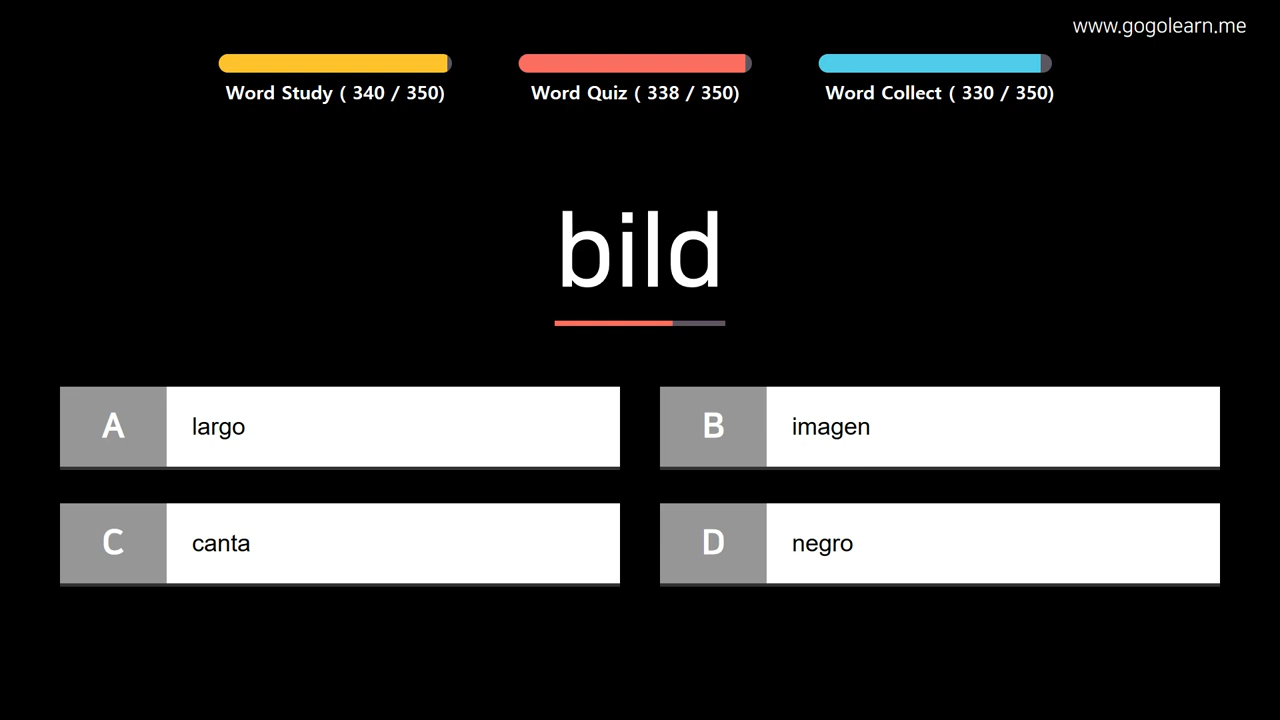 www.gogolearn.me
Word Study ( 340 / 350)
Word Quiz ( 338 / 350)
Word Collect ( 330 / 350)
bild
A largo
B imagen
C canta
D negro